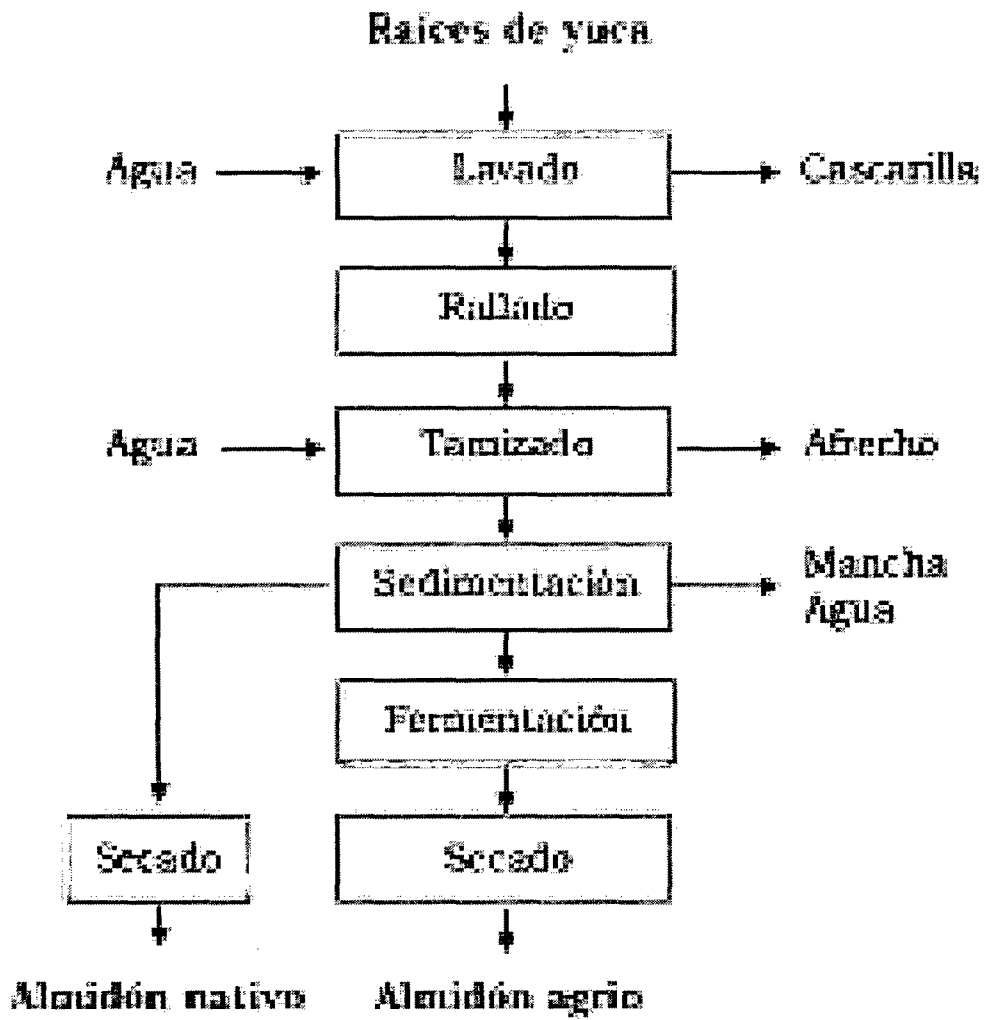 Raíces de yuca
Agua
Lavado
Cascarilla
Rallado
Agua
Tamizado
Afrecho
Sedimentación
Mancha
Agua
Fermentación
Secado
Secado
Almidón nativo
Almidón agrio